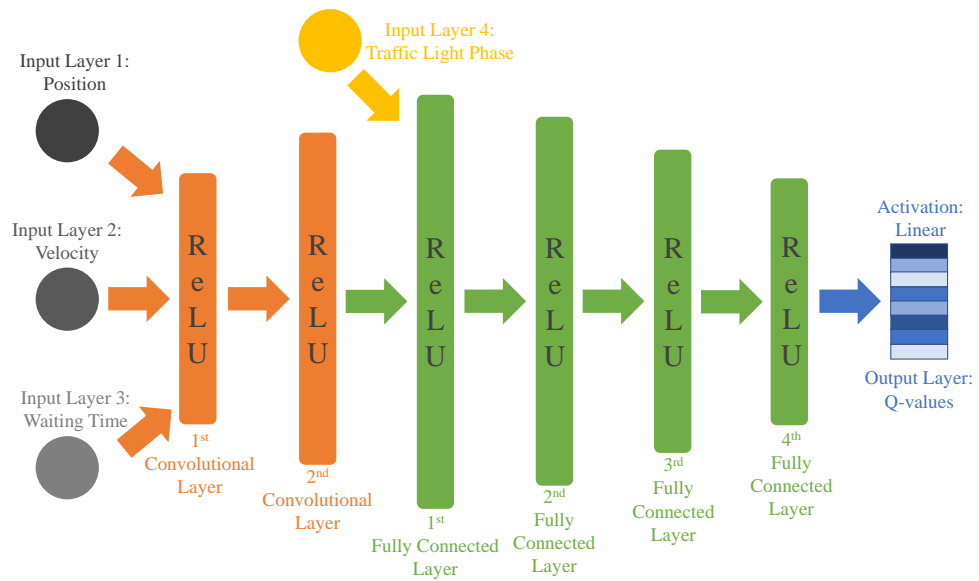 Input Layer 1:
Position
Input Layer 2:
Velocity
Input Layer 3:
Waiting Time
Input Layer 4:
Traffic Light Phase
R
e
L
U
1st
Convolutional
Layer
R
e
L
U
2nd
Convolutional
Layer
R
e
L
U
1st
Fully Connected
Layer
R
e
L
U
2nd
Fully
Connected
Layer
R
e
L
U
3rd
Fully
Connected
Layer
R
e
L
U
4th
Fully
Connected
Layer
Activation:
Linear
Output Layer:
Q-values